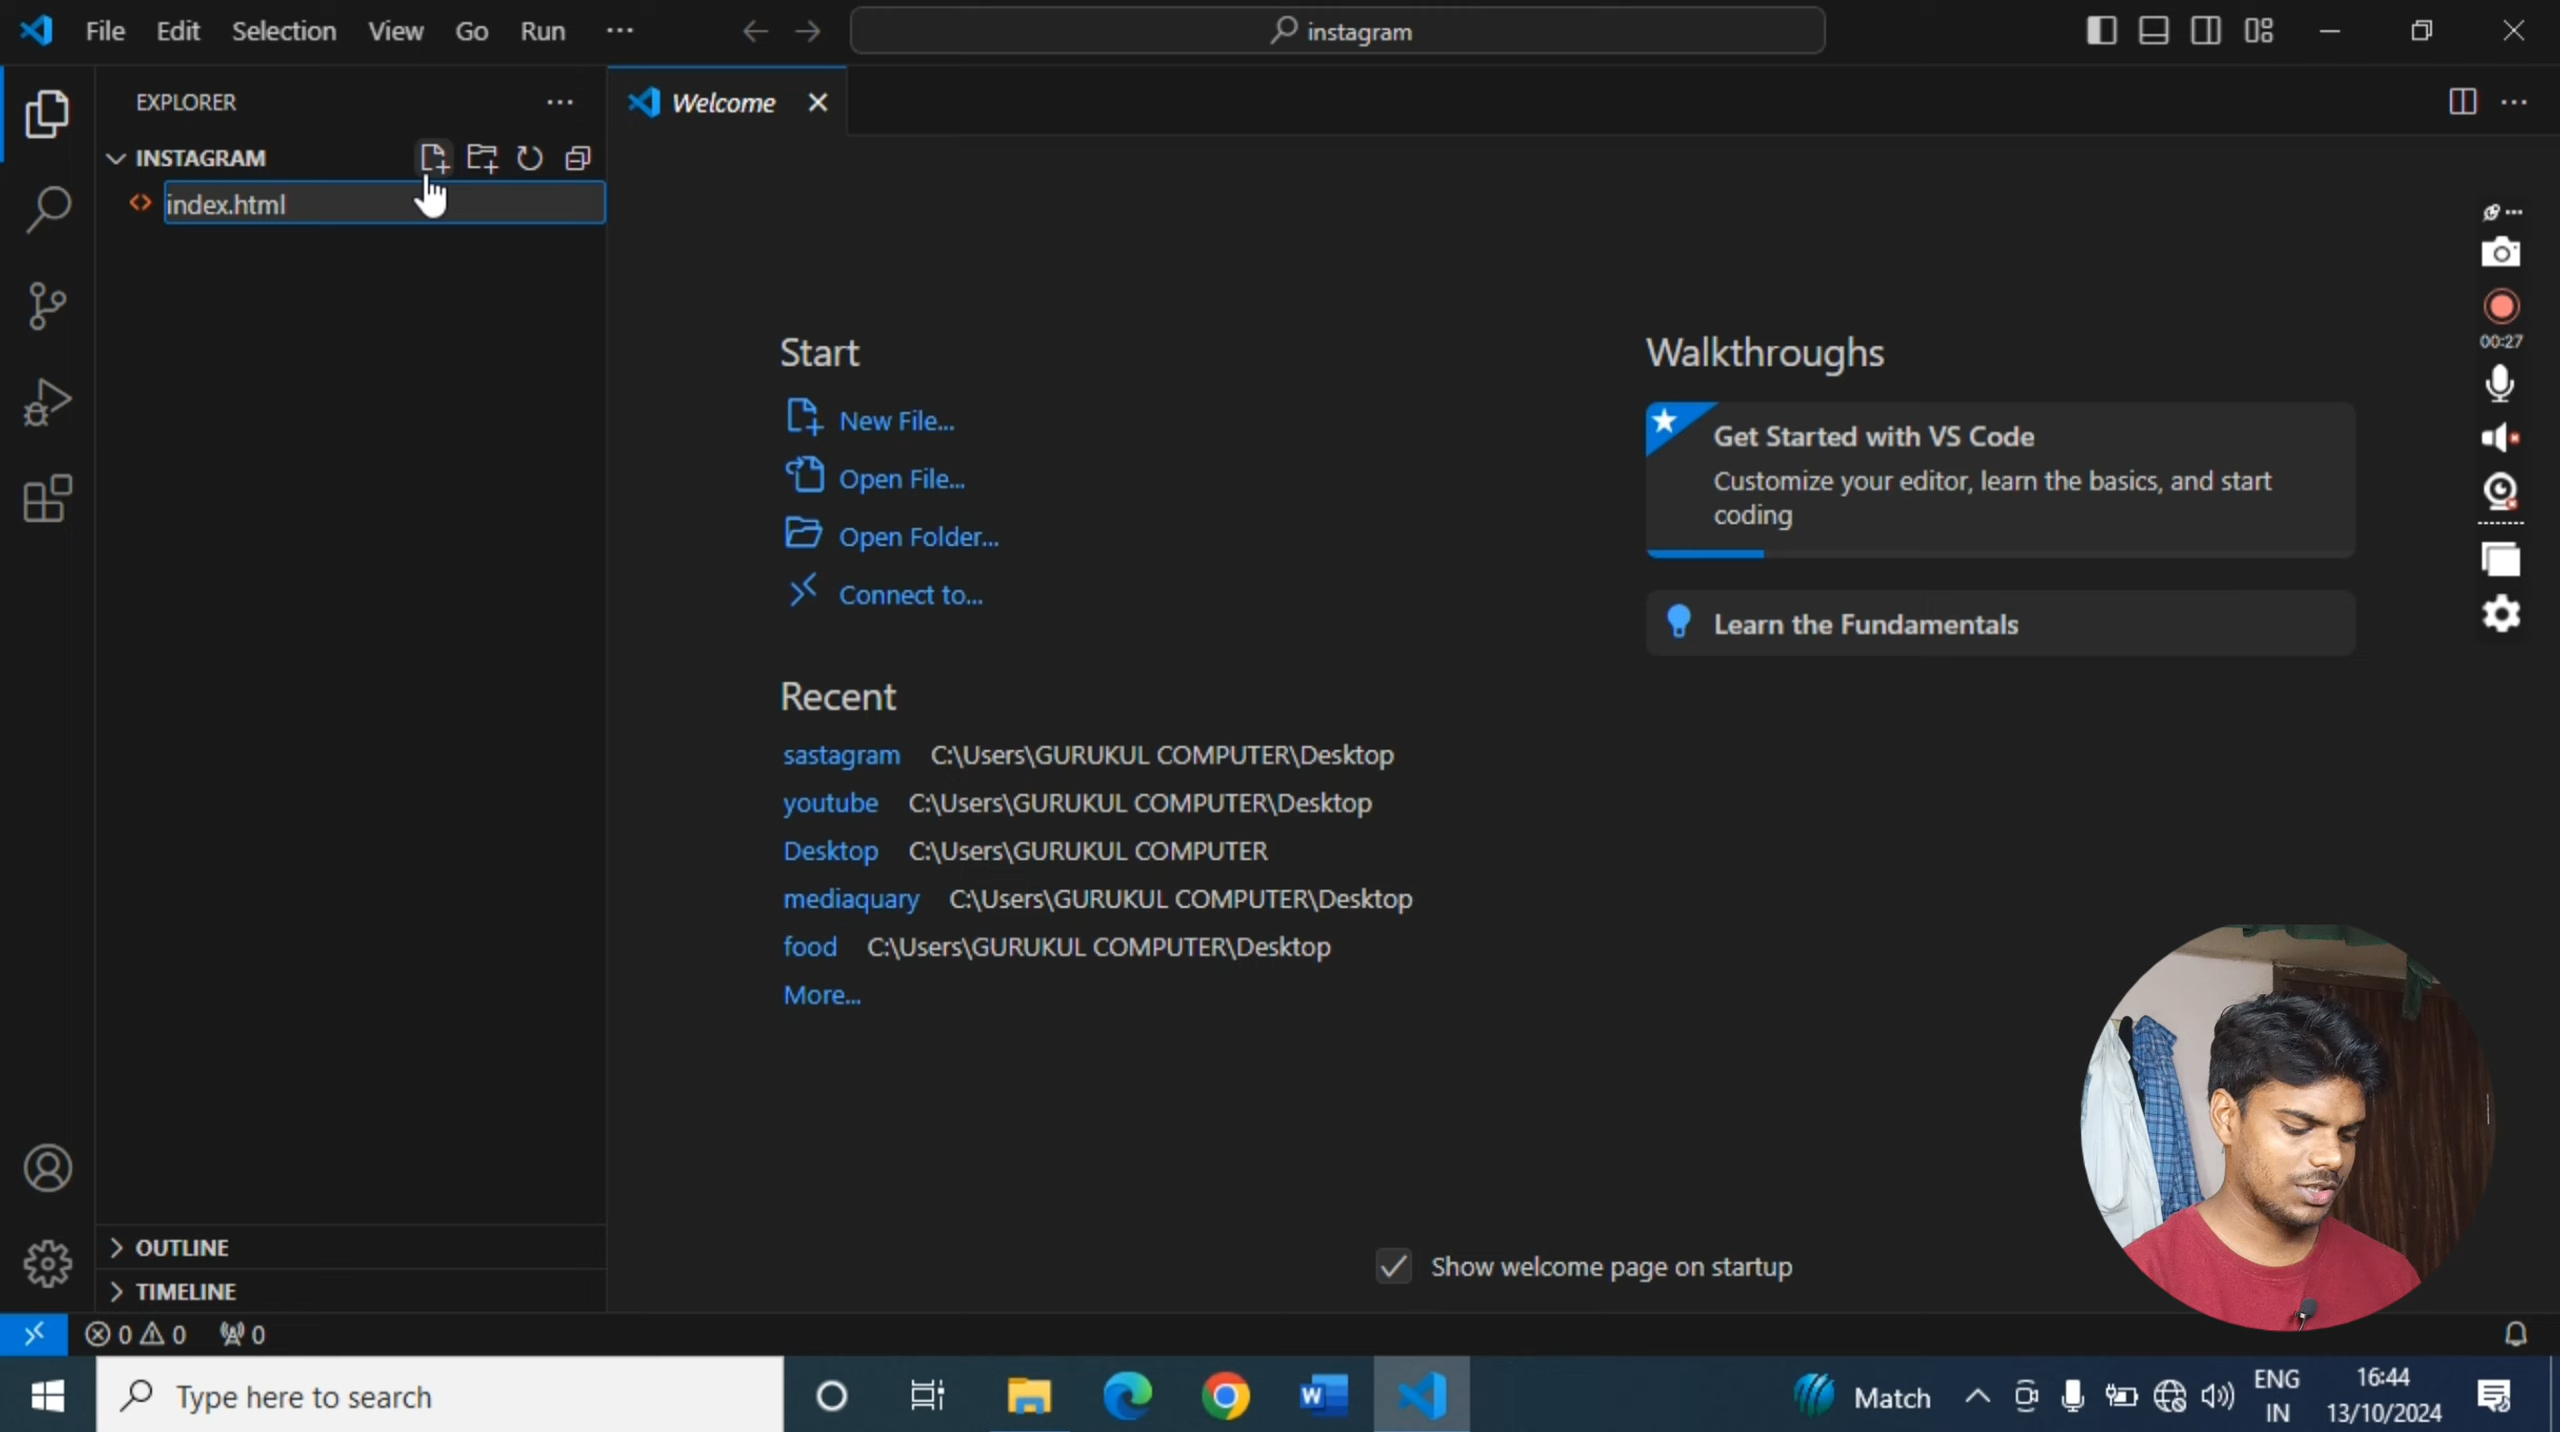 File Edit Selection View Go Run ...
instagram
EXPLORER
Welcome
INSTAGRAM
index.html
Start
New File...
Open File...
Open Folder...
Connect to...
Walkthroughs
Get Started with VS Code
Customize your editor, learn the basics, and start
coding
Learn the Fundamentals
00:27
Recent
sastagram C:\Users\GURUKUL COMPUTER\Desktop
youtube C:\Users\GURUKUL COMPUTER\Desktop
Desktop C:\Users\GURUKUL COMPUTER
mediaquary C:\Users\GURUKUL COMPUTER\Desktop
food C:\Users\GURUKUL COMPUTER\Desktop
More...
Show welcome page on startup
OUTLINE
TIMELINE
0 0 0
Type here to search
Match
ENG
IN
16:44
13/10/2024